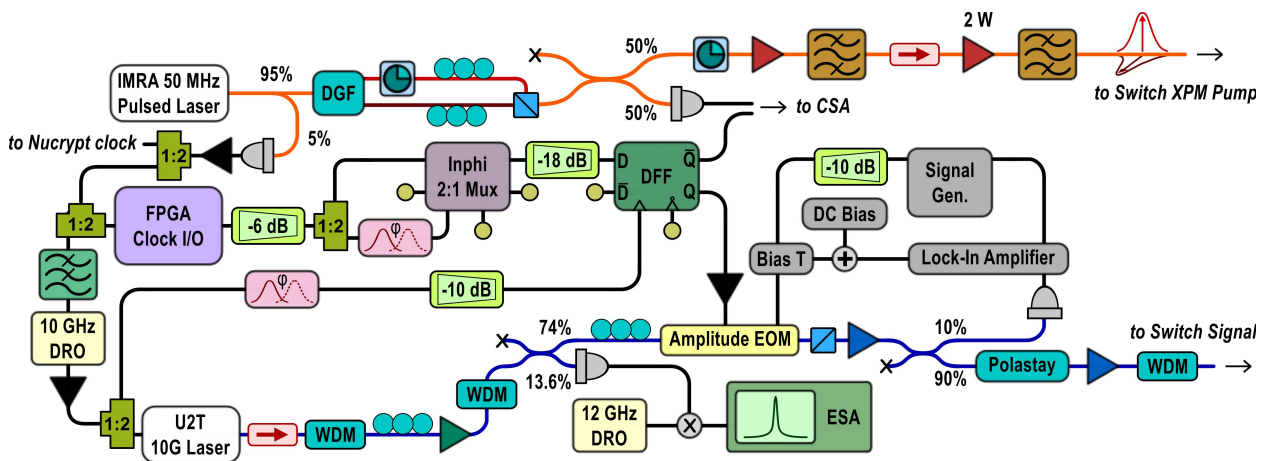 2 W
50%
IMRA 50 MHz
Pulsed Laser
95%
DGF
to Switch XPM Pump
50%
to CSA
5%
to Nucrypt clock
1:2
Inphi
2:1 Mux
-18 dB
D
Q
D
Q
DFF
-10 dB
Signal
Gen.
1:2
FPGA
Clock I/O
-6 dB
1:2
φ
DC Bias
Bias T
+
Lock-In Amplifier
φ
-10 dB
10 GHz
DRO
74%
Amplitude EOM
10%
to Switch Signal
13.6%
90%
Polastay
WDM
WDM
1:2
U2T
10G Laser
WDM
12 GHz
DRO
X
ESA